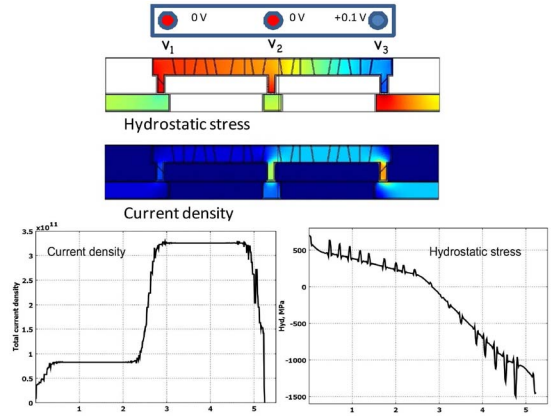 0 V 0 V +0.1 V
V1 V2 V3
Hydrostatic stress
Current density
x10^11
3.5
3
2.5
2
1.5
1
0.5
0
Total current density
Current density
1 2 3 4 5
Hydrostatic stress
500
0
-500
-1000
-1500
Hyd, MPa
1 2 3 4 5